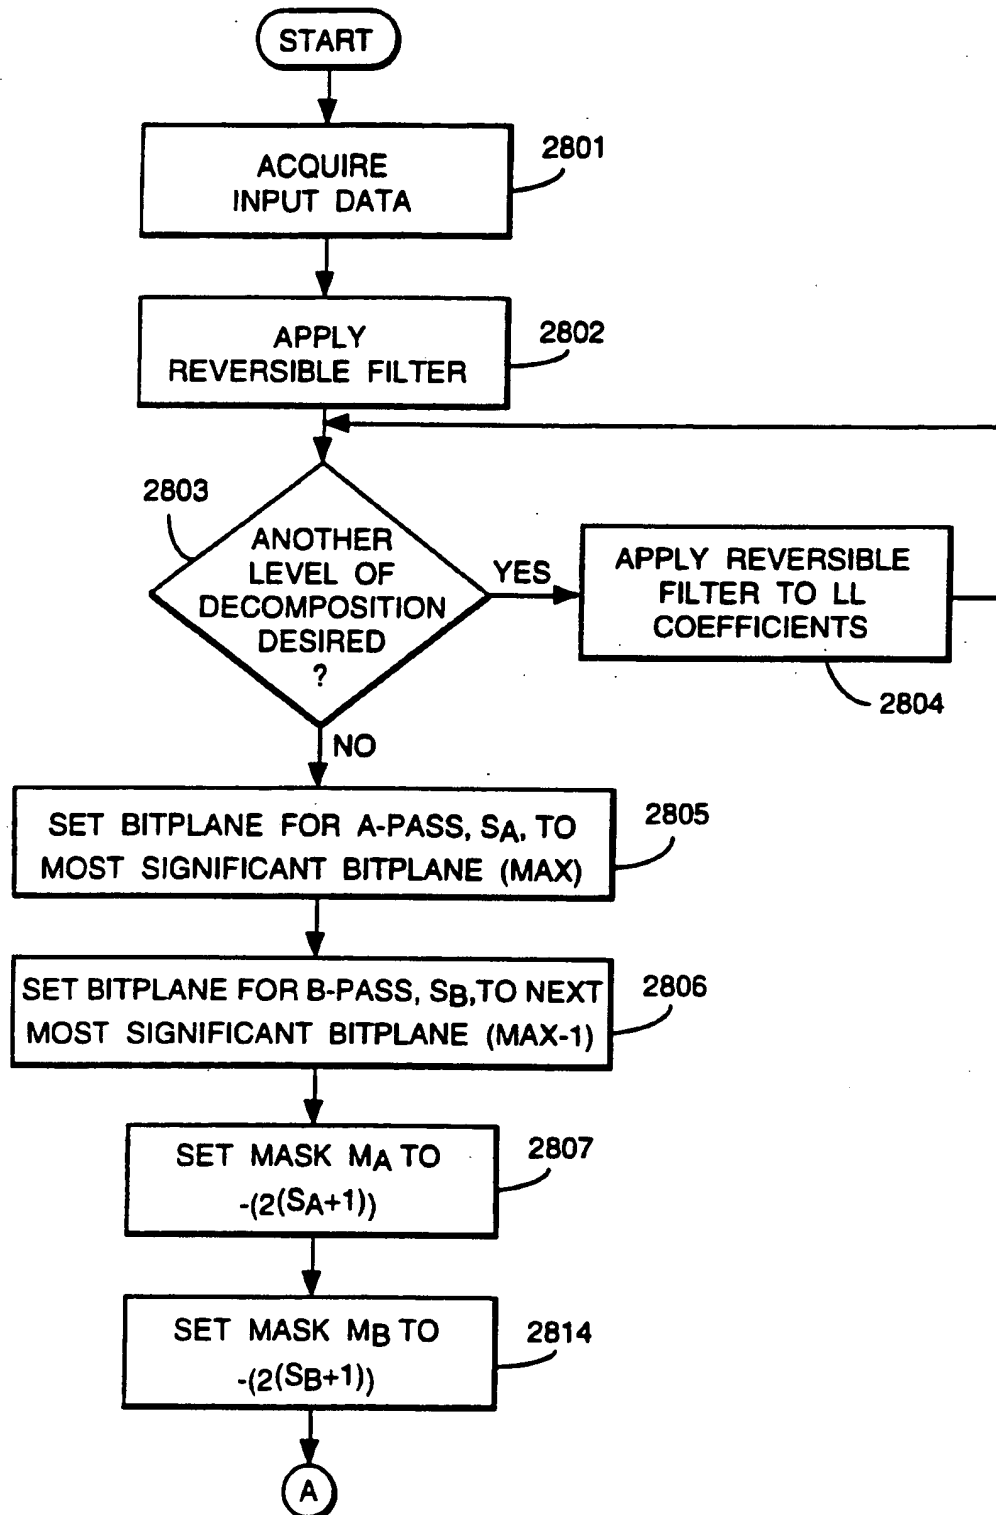 START
ACQUIRE
INPUT DATA
2801
APPLY
REVERSIBLE FILTER
2802
2803
ANOTHER
LEVEL OF
DECOMPOSITION
DESIRED
?
YES
APPLY REVERSIBLE
FILTER TO LL
COEFFICIENTS
2804
NO
SET BITPLANE FOR A-PASS, SA, TO
MOST SIGNIFICANT BITPLANE (MAX)
2805
SET BITPLANE FOR B-PASS, SB, TO NEXT
MOST SIGNIFICANT BITPLANE (MAX-1)
2806
SET MASK MA TO
-(2(SA+1))
2807
SET MASK MB TO
-(2(SB+1))
2814
A